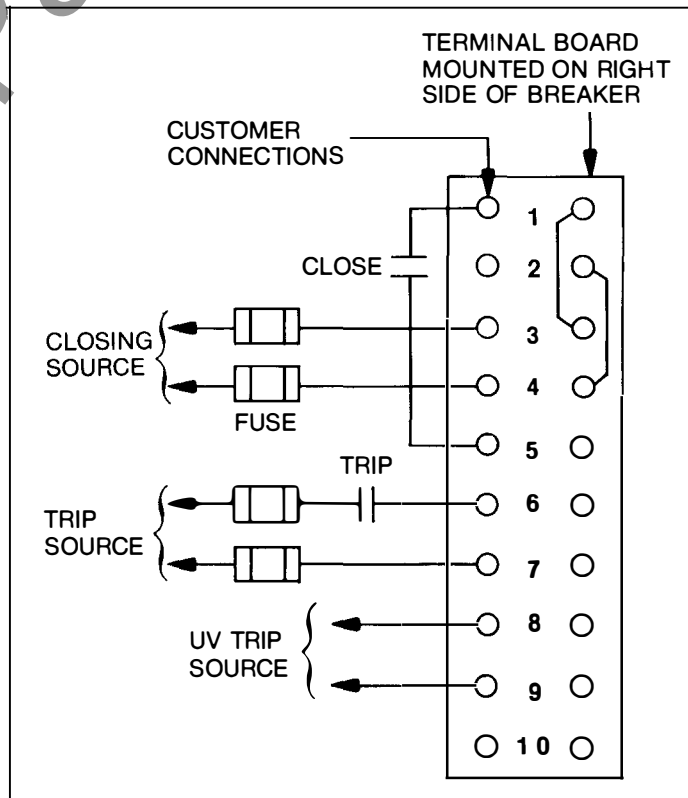 TERMINAL BOARD
MOUNTED ON RIGHT
SIDE OF BREAKER
CUSTOMER
CONNECTIONS
1
CLOSE
2
CLOSING
SOURCE
3
4
FUSE
5
TRIP
6
TRIP
SOURCE
7
UV TRIP
SOURCE
8
9
10